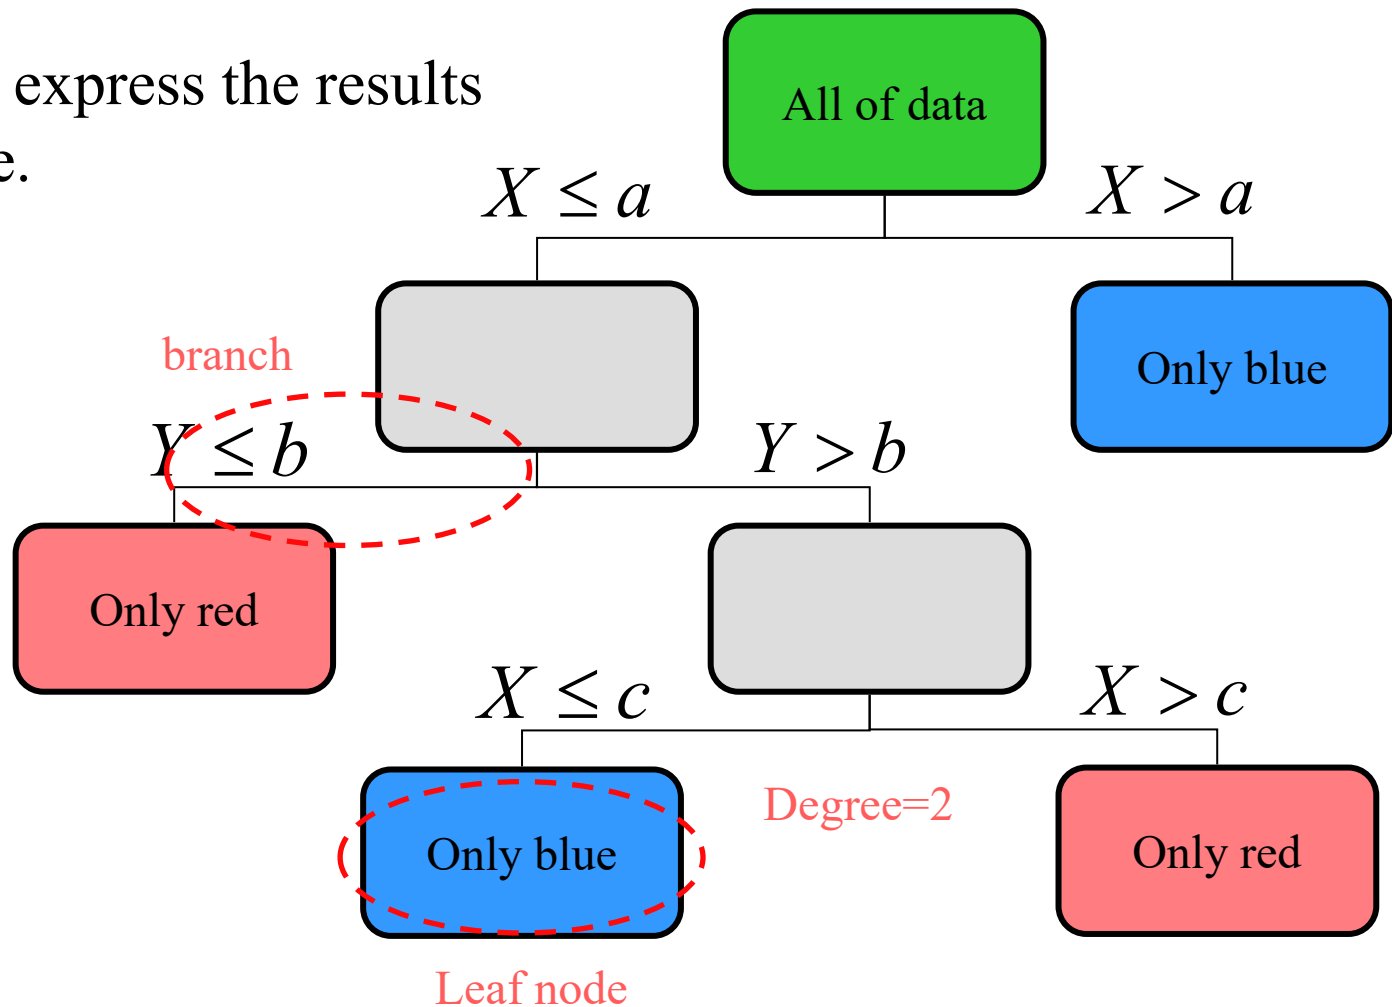 express the results
e.
All of data
X ≤ a
X > a
Only blue
branch
Y ≤ b
Y > b
Only red
X ≤ c
X > c
Degree=2
Only blue
Only red
Leaf node